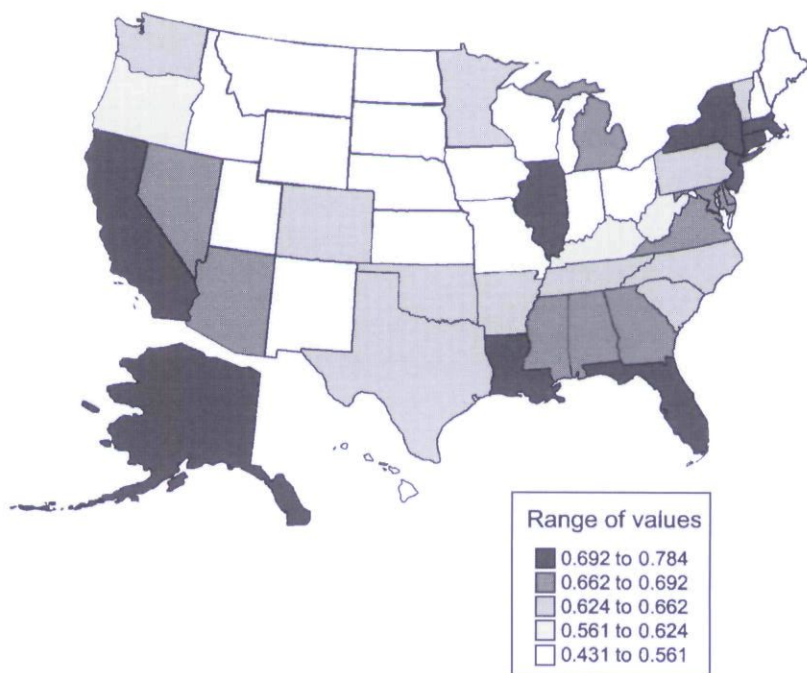 Range of values
0.692 to 0.784
0.662 to 0.692
0.624 to 0.662
0.561 to 0.624
0.431 to 0.561